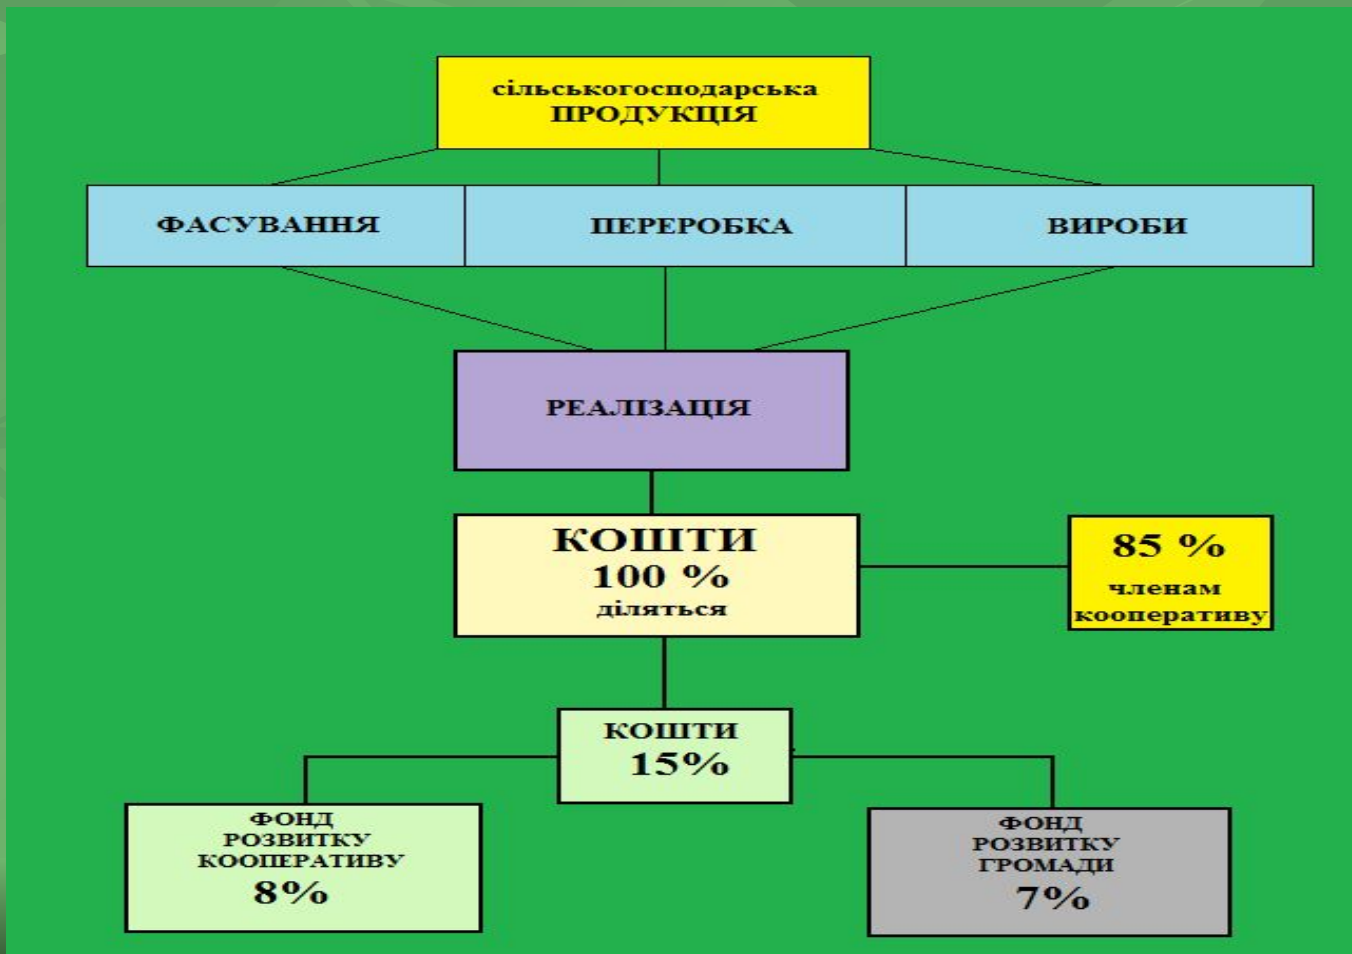 сільськогосподарська
ПРОДУКЦІЯ
ФАСУВАННЯ
ПЕРЕРОБКА
ВИРОБИ
РЕАЛІЗАЦІЯ
КОШТИ
100 %
діляться
85 %
членам
кооперативу
КОШТИ
15%
ФОНД
РОЗВИТКУ
КООПЕРАТИВУ
8%
ФОНД
РОЗВИТКУ
ГРОМАДИ
7%